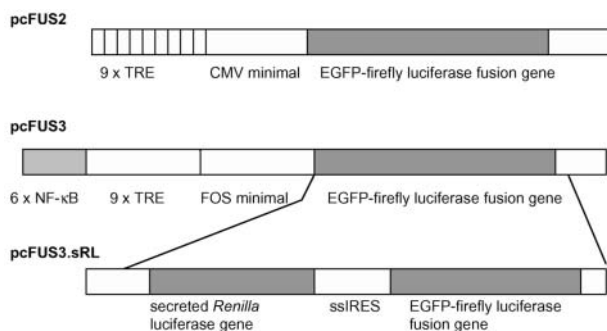 pcFUS2
9 x TRE CMV minimal EGFP-firefly luciferase fusion gene
pcFUS3
6 x NF-κB 9 x TRE FOS minimal EGFP-firefly luciferase fusion gene
pcFUS3.sRL
secreted Renilla ssIRES EGFP-firefly luciferase
luciferase gene fusion gene